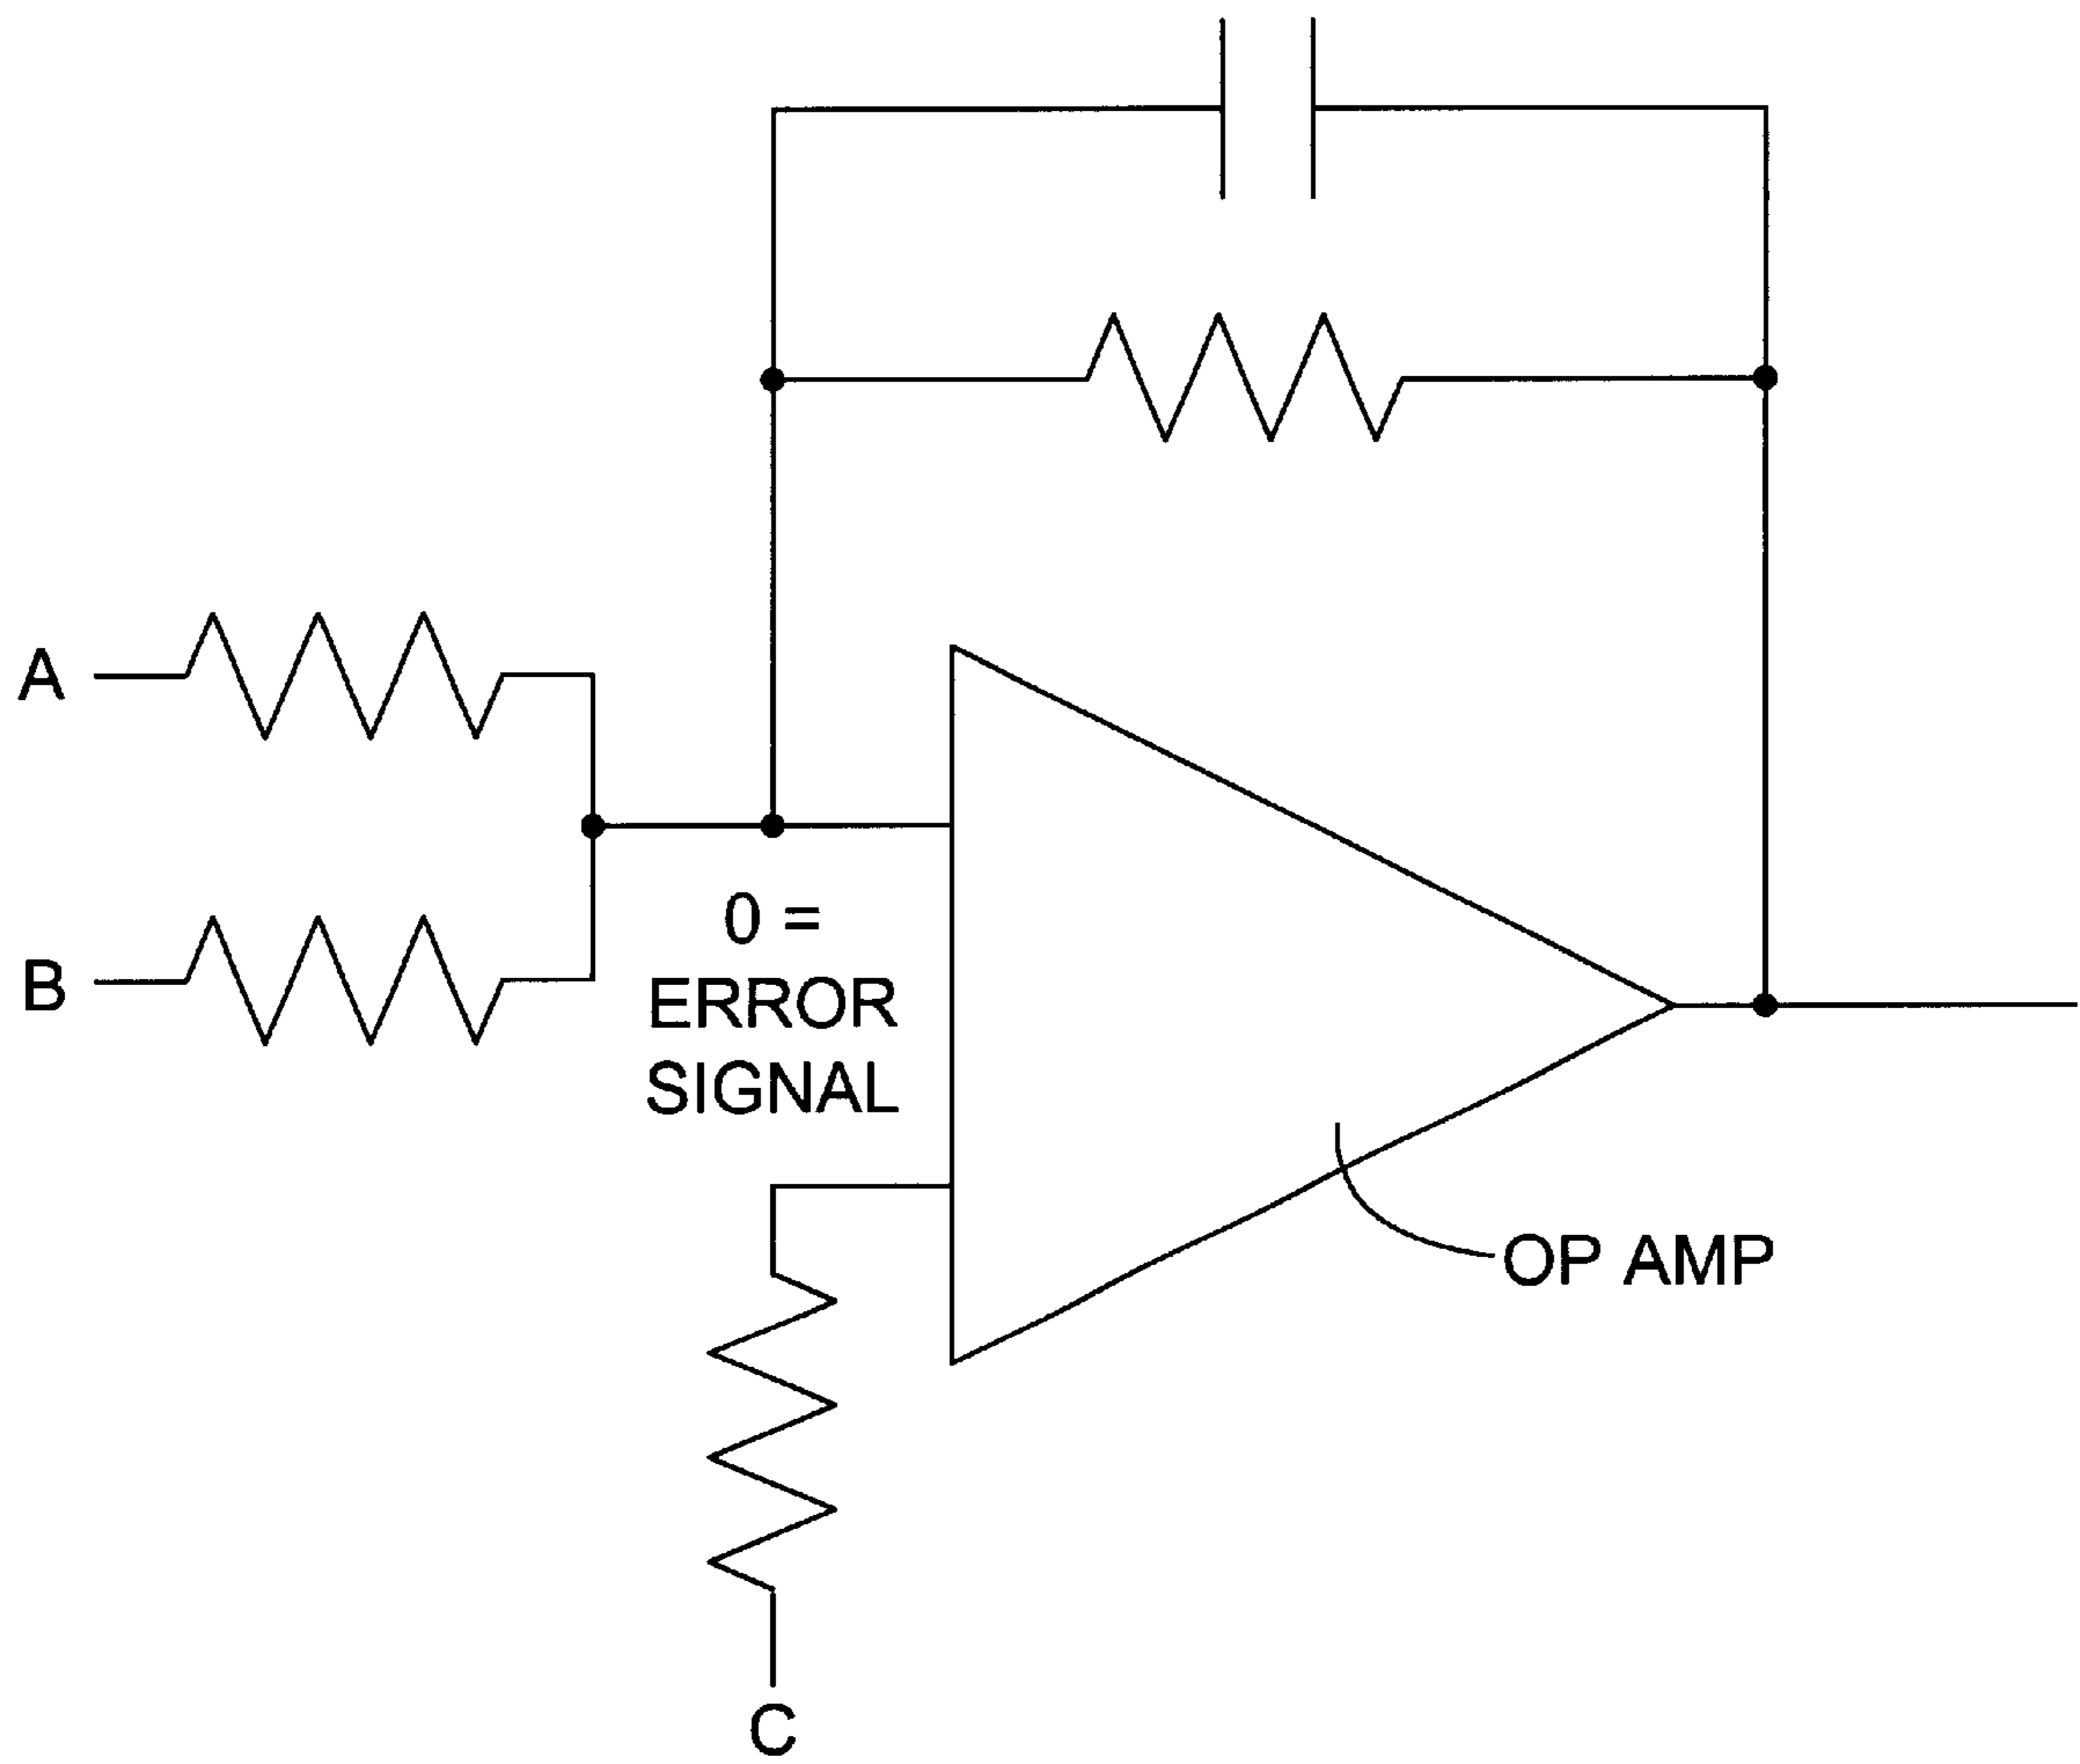 A
B
0 =
ERROR
SIGNAL
OP AMP
C